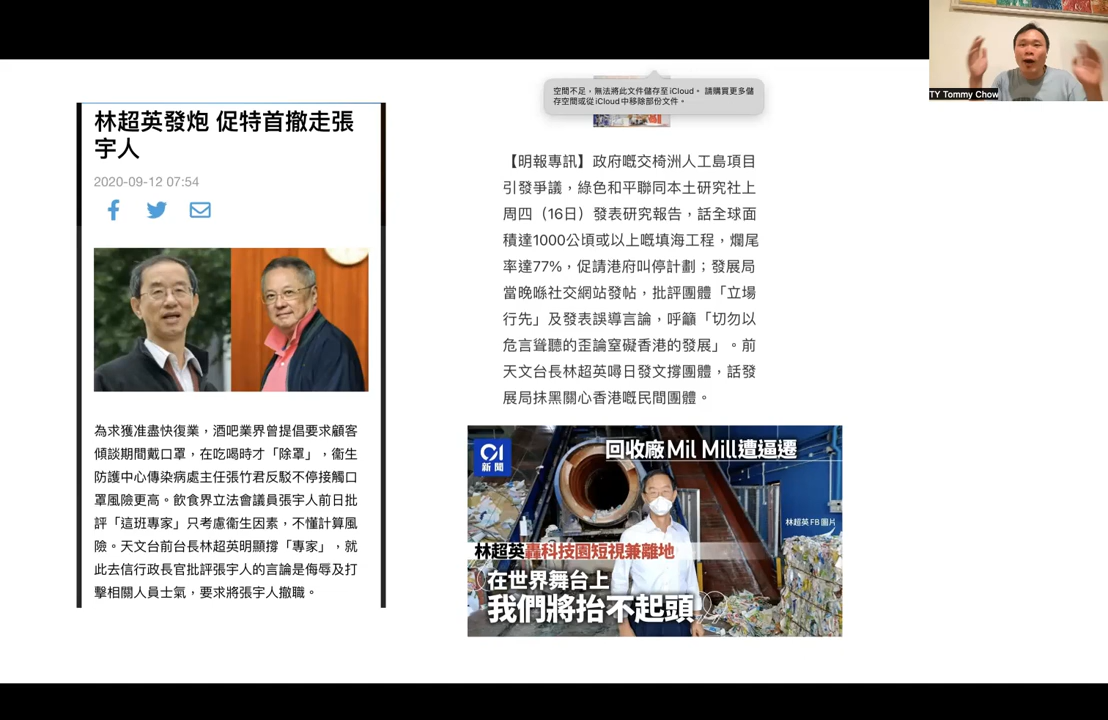 林超英發炮 促特首撤走張
宇人
2020-09-12 07:54
為求獲准盡快復業，酒吧業界曾提倡要求顧客
傾談期間戴口罩，在吃喝時才「除罩」，衞生
防護中心傳染病處主任張竹君反駁不停接觸口
罩風險更高。飲食界立法會議員張宇人前日批
評「這班專家」只考慮衞生因素，不懂計算風
險。天文台前台長林超英明顯撐「專家」，就
此去信行政長官批評張宇人的言論是侮辱及打
擊相關人員士氣，要求將張宇人撤職。
空間不足，無法將此文件儲存至iCloud。 請購買更多儲
存空間或從iCloud中移除部份文件。
【明報專訊】政府嘅交椅洲人工島項目
引發爭議，綠色和平聯同本土研究社上
周四（16日）發表研究報告，話全球面
積達1000公頃或以上嘅填海工程，爛尾
率達77%，促請港府叫停計劃；發展局
當晚喺社交網站發帖，批評團體「立場
行先」及發表誤導言論，呼籲「切勿以
危言聳聽的歪論窒礙香港的發展」。前
天文台長林超英噚日發文撐團體，話發
展局抹黑關心香港嘅民間團體。
01
新聞
回收廠Mil Mill遭逼遷
林超英FB圖片
林超英轟科技園短視兼離地
在世界舞台上
我們將抬不起頭
TY Tommy Chow